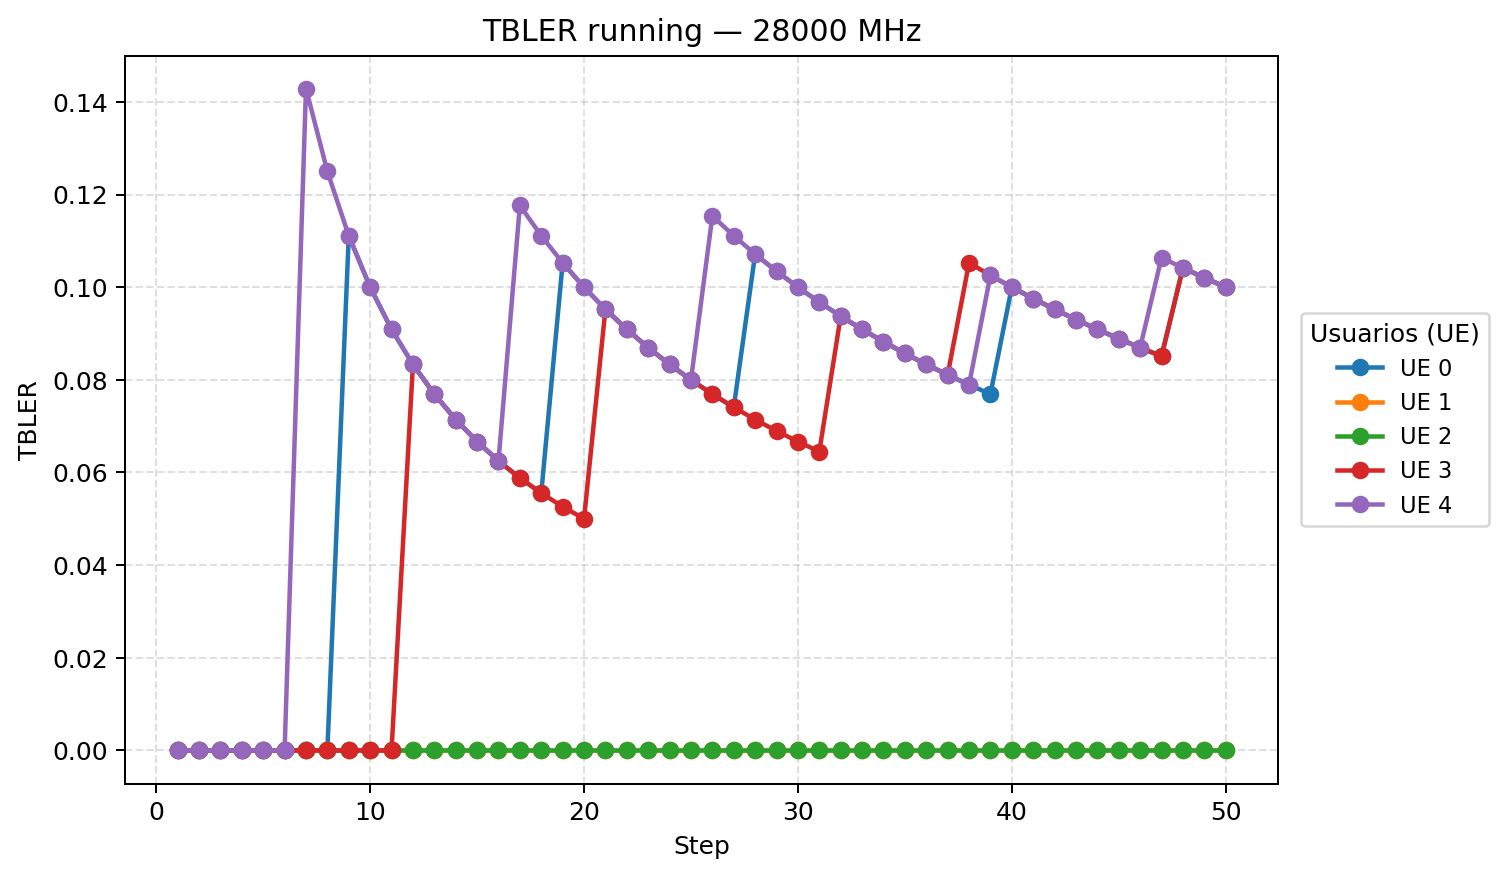 TBLER running — 28000 MHz
TBLER
0.14
0.12
0.10
0.08
0.06
0.04
0.02
0.00
0 10 20 30 40 50
Step
Usuarios (UE)
UE 0
UE 1
UE 2
UE 3
UE 4